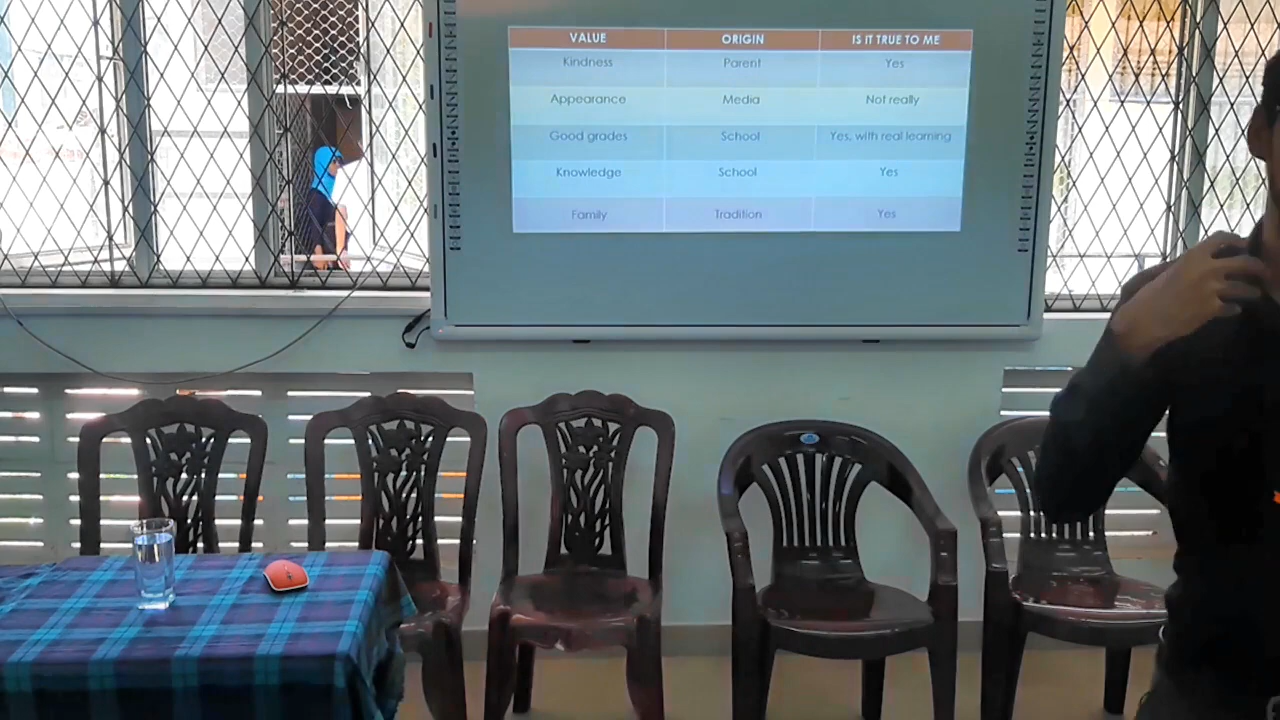 VALUE ORIGIN IS IT TRUE TO ME
Kindness Parent Yes
Appearance Media Not really
Good grades School Yes, with real learning
Knowledge School Yes
Family Tradition Yes